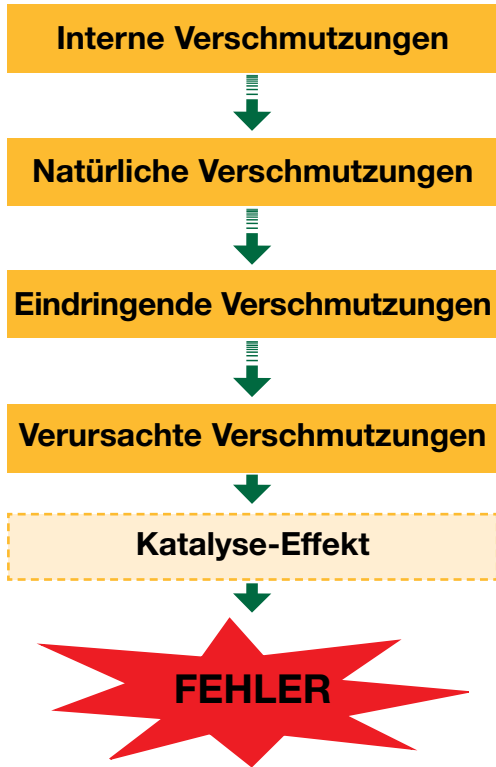 Interne Verschmutzungen
Natürliche Verschmutzungen
Eindringende Verschmutzungen
Verursachte Verschmutzungen
Katalyse-Effekt
FEHLER